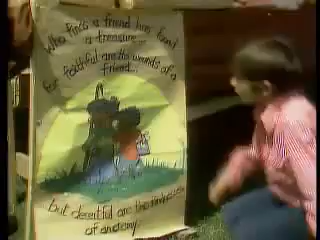 Who finds a friend has found
a treasure...
for faithful are the wounds of a
friend...
but deceitful are the kindnesses
of an enemy.